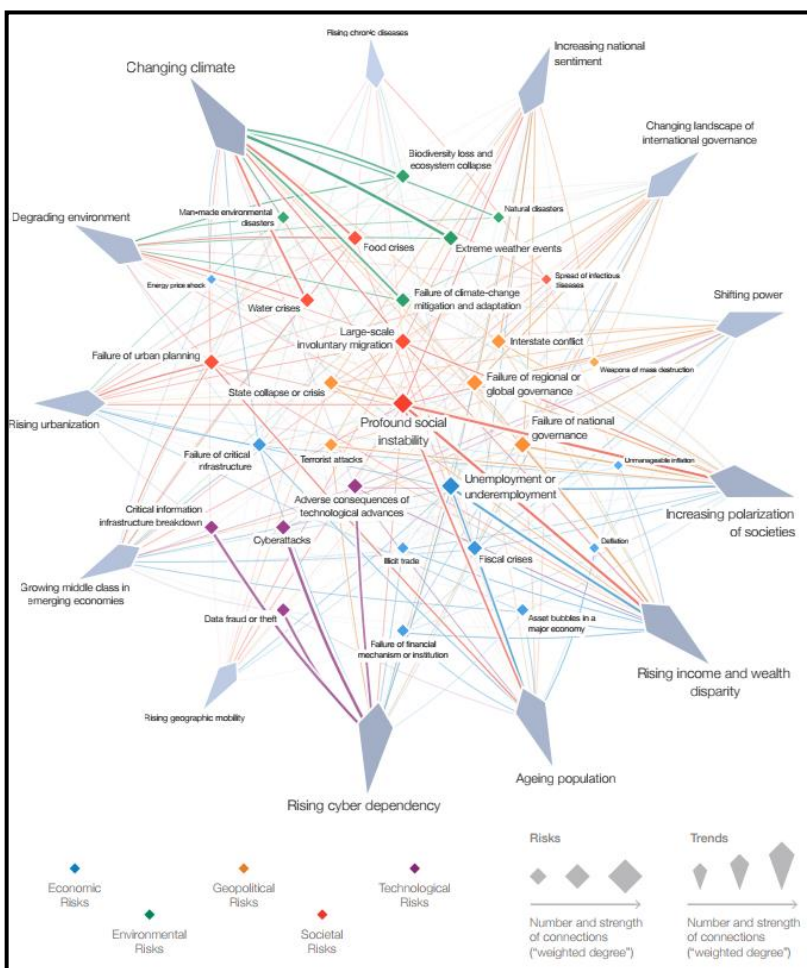 Rising chronic diseases
Increasing national
sentiment
Changing climate
Changing landscape of
international governance
Biodiversity loss and
ecosystem collapse
Degrading environment
Man-made environmental
disasters
Natural disasters
Food crises
Extreme weather events
Energy price shock
Spread of infectious
diseases
Shifting power
Water crises
Failure of climate-change
mitigation and adaptation
Large-scale
involuntary migration
Interstate conflict
Failure of urban planning
Weapons of mass destruction
State collapse or crisis
Failure of regional or
global governance
Rising urbanization
Profound social
instability
Failure of national
governance
Failure of critical
infrastructure
Terrorist attacks
Unmanageable inflation
Adverse consequences of
technological advances
Unemployment or
underemployment
Increasing polarization
of societies
Critical information
infrastructure breakdown
Cyberattacks
Illicit trade
Fiscal crises
Deflation
Growing middle class in
emerging economies
Data fraud or theft
Failure of financial
mechanism or institution
Asset bubbles in a
major economy
Rising income and wealth
disparity
Rising geographic mobility
Ageing population
Rising cyber dependency
Risks
Trends
Economic
Risks
Geopolitical
Risks
Technological
Risks
Environmental
Risks
Societal
Risks
Number and strength
of connections
("weighted degree")
Number and strength
of connections
("weighted degree")